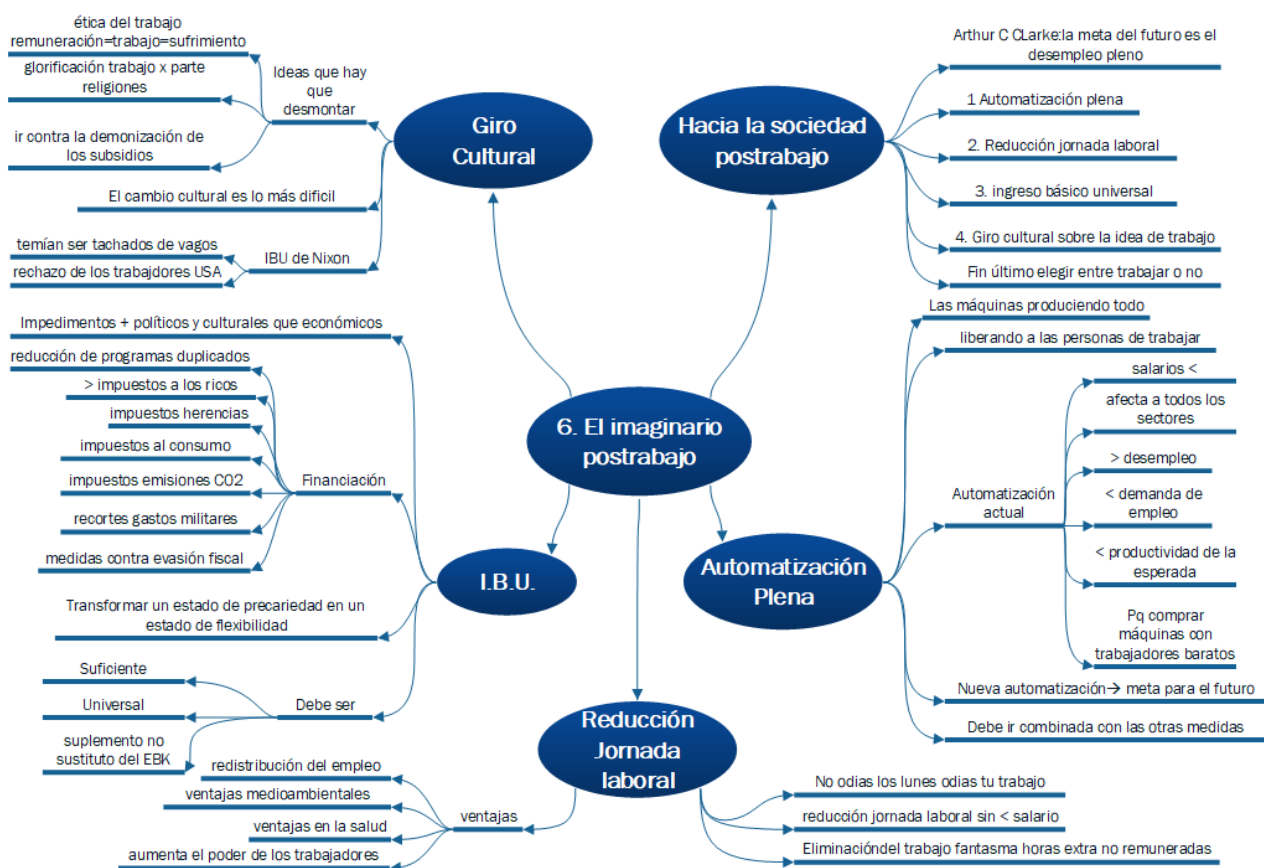 6. El imaginario
postrabajo
Giro
Cultural
Ideas que hay
que
desmontar
ética del trabajo
remuneración=trabajo=sufrimiento
glorificación trabajo x parte
religiones
ir contra la demonización de
los subsidios
El cambio cultural es lo más dificil
IBU de Nixon
temían ser tachados de vagos
rechazo de los trabajdores USA
Hacia la sociedad
postrabajo
Arthur C CLarke:la meta del futuro es el
desempleo pleno
1 Automatización plena
2. Reducción jornada laboral
3. ingreso básico universal
4. Giro cultural sobre la idea de trabajo
Fin último elegir entre trabajar o no
Automatización
Plena
Las máquinas produciendo todo
liberando a las personas de trabajar
Automatización
actual
salarios <
afecta a todos los
sectores
> desempleo
< demanda de
empleo
< productividad de la
esperada
Pq comprar
máquinas con
trabajadores baratos
Nueva automatización→ meta para el futuro
Debe ir combinada con las otras medidas
Reducción
Jornada
laboral
No odias los lunes odias tu trabajo
reducción jornada laboral sin < salario
Eliminacióndel trabajo fantasma horas extra no remuneradas
ventajas
redistribución del empleo
ventajas medioambientales
ventajas en la salud
aumenta el poder de los trabajadores
I.B.U.
Impedimentos + políticos y culturales que económicos
Financiación
reducción de programas duplicados
> impuestos a los ricos
impuestos herencias
impuestos al consumo
impuestos emisiones CO2
recortes gastos militares
medidas contra evasión fiscal
Transformar un estado de precariedad en un
estado de flexibilidad
Debe ser
Suficiente
Universal
suplemento no
sustituto del EBK